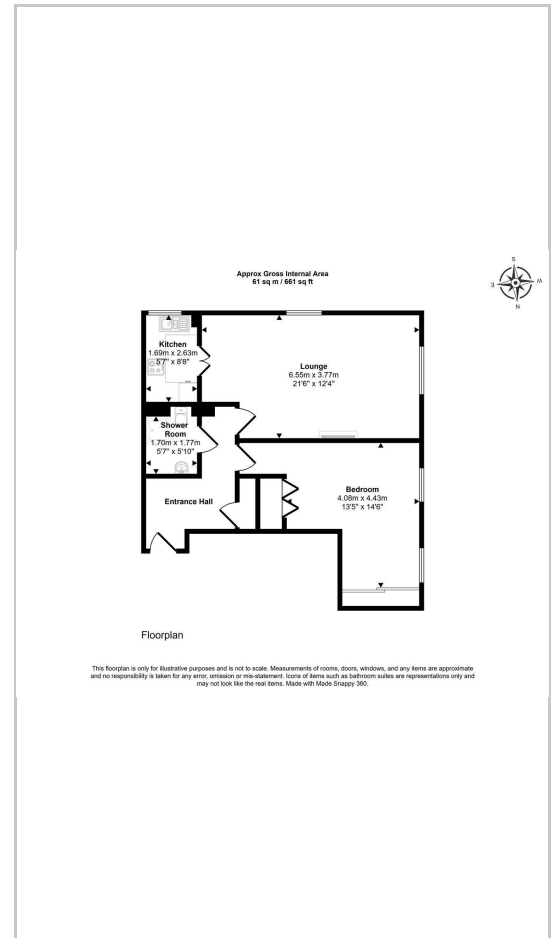 Approx Gross Internal Area
61 sq m / 661 sq ft
S
E
W
N
Kitchen
1.69m x 2.63m
5'7" x 8'8"
Lounge
6.55m x 3.77m
21'6" x 12'4"
Shower
Room
1.70m x 1.77m
5'7" x 5'10"
Bedroom
4.08m x 4.43m
13'5" x 14'6"
Entrance Hall
Floorplan
This floorplan is only for illustrative purposes and is not to scale. Measurements of rooms, doors, windows, and any items are approximate
and no responsibility is taken for any error, omission or mis-statement. Icons of items such as bathroom suites are representations only and
may not look like the real items. Made with Made Snappy 360.